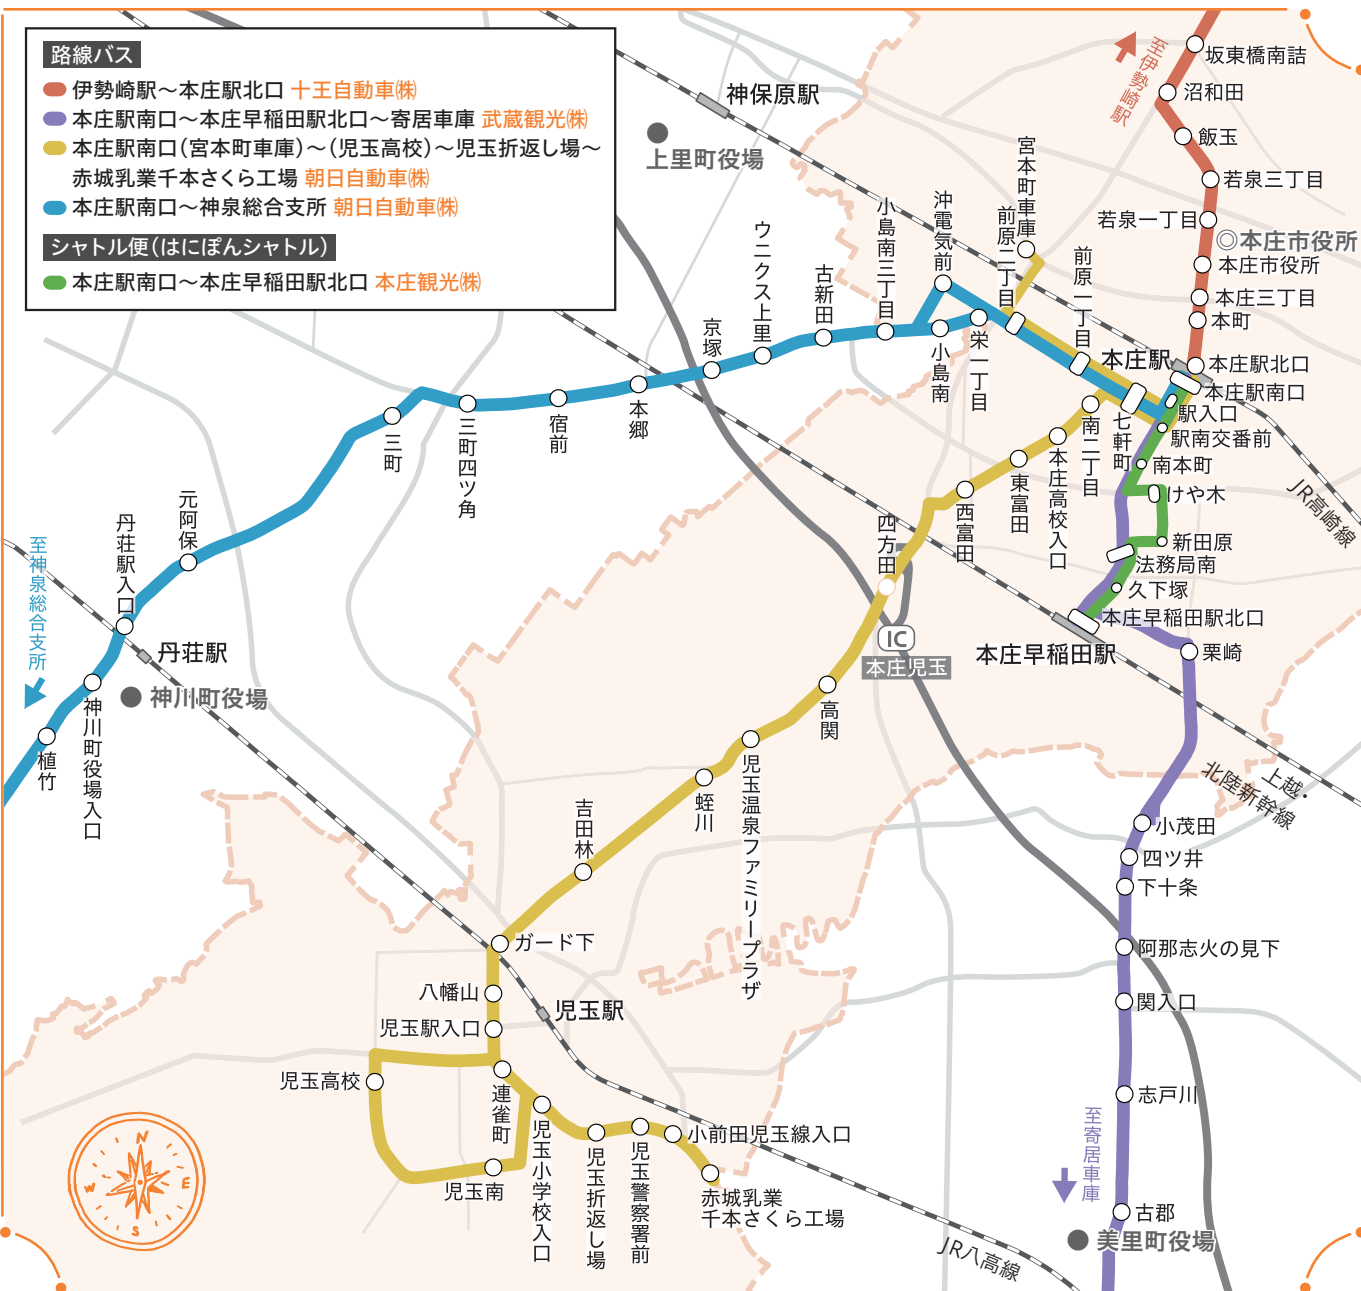 路線バス
伊勢崎駅～本庄駅北口 十王自動車㈱
本庄駅南口～本庄早稲田駅北口～寄居車庫 武蔵観光㈱
本庄駅南口（宮本町車庫）～（児玉高校）～児玉折返し場～
赤城乳業千本さくら工場 朝日自動車㈱
本庄駅南口～神泉総合支所 朝日自動車㈱
シャトル便（はにぽんシャトル）
本庄駅南口～本庄早稲田駅北口 本庄観光㈱
至伊勢崎駅
坂東橋南詰
沼和田
飯玉
若泉三丁目
若泉一丁目
◎本庄市役所
本庄市役所
本庄三丁目
本町
本庄駅北口
本庄駅
本庄駅南口
駅入口
駅南交番前
南本町
けや木
新田原
法務局南
久下塚
本庄早稲田駅北口
本庄早稲田駅
栗崎
JR高崎線
上越・
北陸新幹線
小茂田
四ツ井
下十条
阿那志火の見下
関入口
志戸川
至寄居車庫
古郡
美里町役場
神保原駅
上里町役場
宮本町車庫
前原二丁目
前原一丁目
沖電気前
小島南三丁目
ウニクス上里
古新田
京塚
小島南
栄一丁目
本郷
宿前
三町四ツ角
三町
元阿保
丹荘駅入口
至神泉総合支所
丹荘駅
神川町役場
神川町役場入口
植竹
七軒町
南二丁目
本庄高校入口
東富田
西富田
四方田
IC
本庄児玉
高関
児玉温泉ファミリープラザ
蛭川
吉田林
ガード下
八幡山
児玉駅入口
児玉駅
児玉高校
連雀町
児玉南
児玉小学校入口
児玉折返し場
児玉警察署前
小前田児玉線入口
赤城乳業
千本さくら工場
JR八高線
N
W
E
S